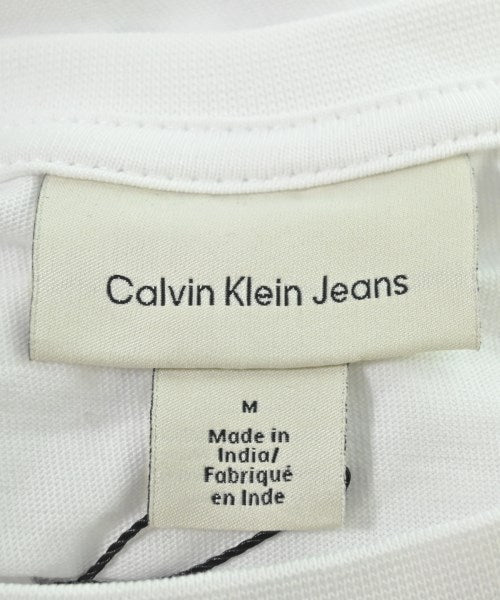 Calvin Klein Jeans
M
Made in
India/
Fabriqué
en Inde